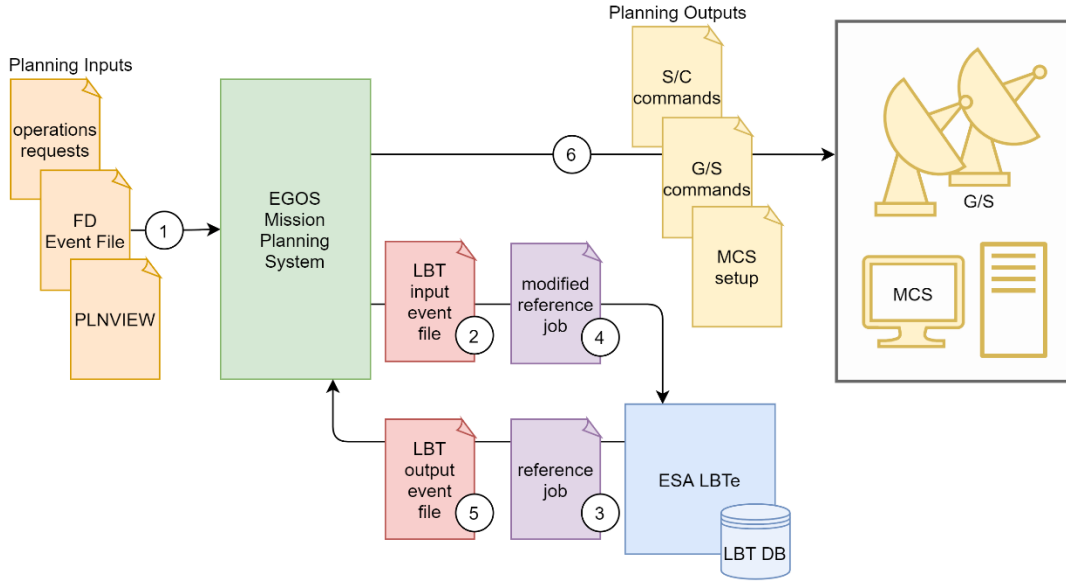 Planning Inputs
operations
requests
FD
Event File
PLNVIEW
1
EGOS
Mission
Planning
System
LBT
input
event
file
2
modified
reference
job
4
LBT
output
event
file
5
reference
job
3
ESA LBTe
LBT DB
6
Planning Outputs
S/C
commands
G/S
commands
MCS
setup
G/S
MCS